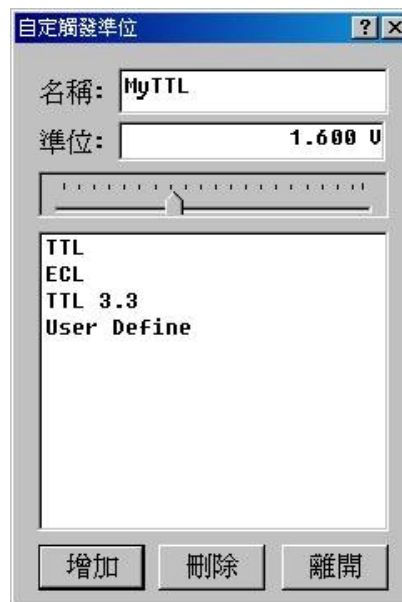 自定觸發準位
名稱: MyTTL
準位: 1.600 V
TTL
ECL
TTL 3.3
User Define
增加 刪除 離開